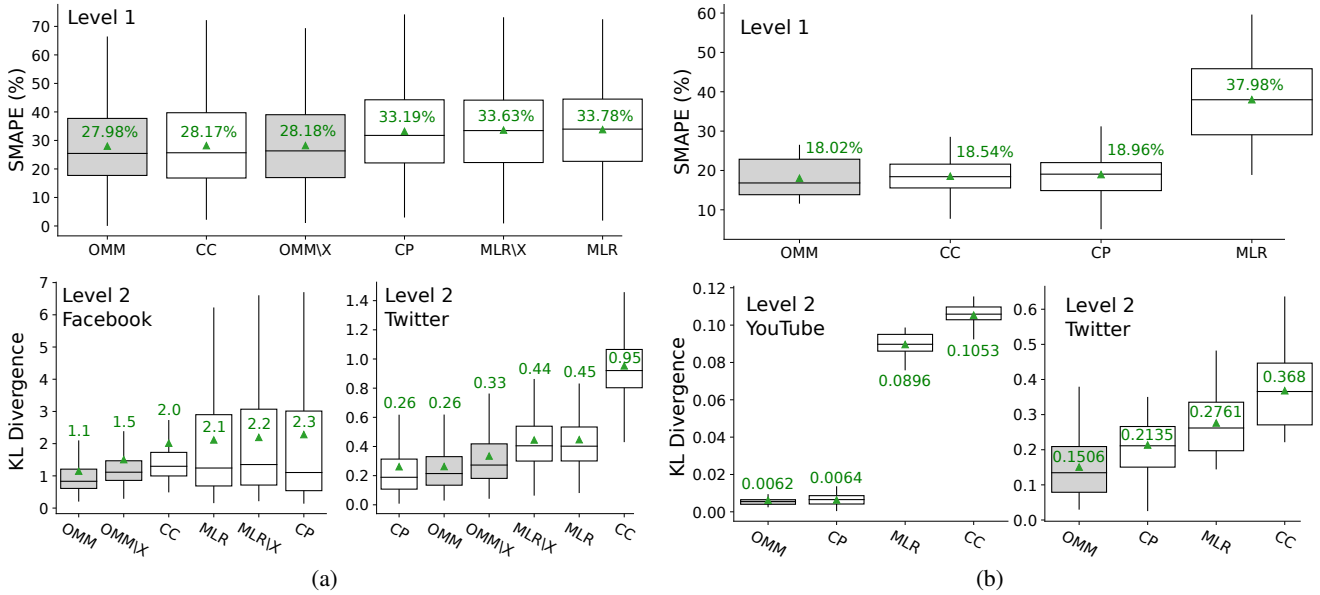 Level 1
SMAPE (%)
70
60
50
40
30
20
10
0
27.98%
28.17%
28.18%
33.19%
33.63%
33.78%
OMM
CC
OMM\X
CP
MLR\X
MLR
Level 1
SMAPE (%)
60
50
40
30
20
10
18.02%
18.54%
18.96%
37.98%
OMM
CC
CP
MLR
Level 2
Facebook
KL Divergence
7
6
5
4
3
2
1
0
1.1
1.5
2.0
2.1
2.2
2.3
OMM
OMM\X
CC
MLR
MLR\X
CP
Level 2
Twitter
1.4
1.2
1.0
0.8
0.6
0.4
0.2
0.0
0.26
0.26
0.33
0.44
0.45
0.95
CP
OMM
OMM\X
MLR\X
MLR
CC
(a)
Level 2
YouTube
KL Divergence
0.12
0.10
0.08
0.06
0.04
0.02
0.00
0.0062
0.0064
0.0896
0.1053
OMM
CP
MLR
CC
Level 2
Twitter
0.6
0.5
0.4
0.3
0.2
0.1
0.0
0.1506
0.2135
0.2761
0.368
OMM
CP
MLR
CC
(b)